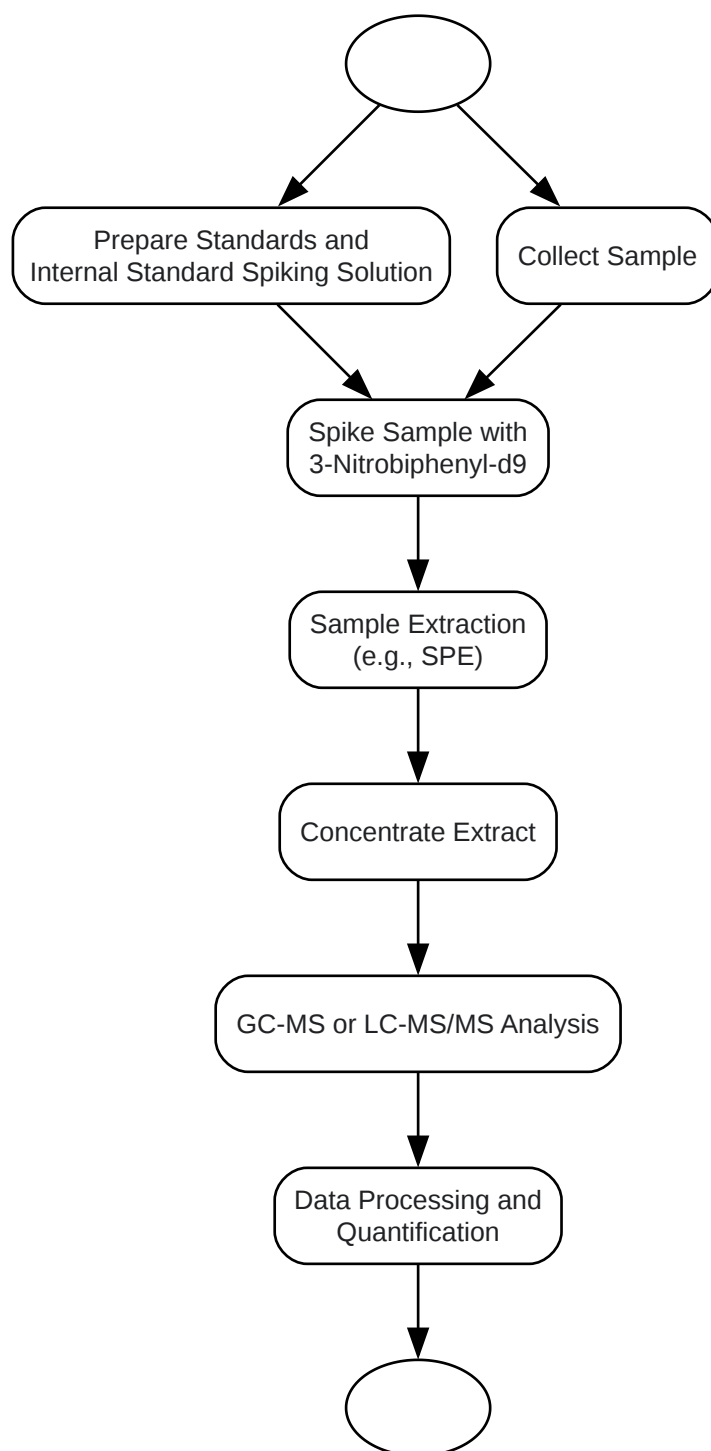 Prepare Standards and
Internal Standard Spiking Solution
Collect Sample
Spike Sample with
3-Nitrobiphenyl-d9
Sample Extraction
(e.g., SPE)
Concentrate Extract
GC-MS or LC-MS/MS Analysis
Data Processing and
Quantification